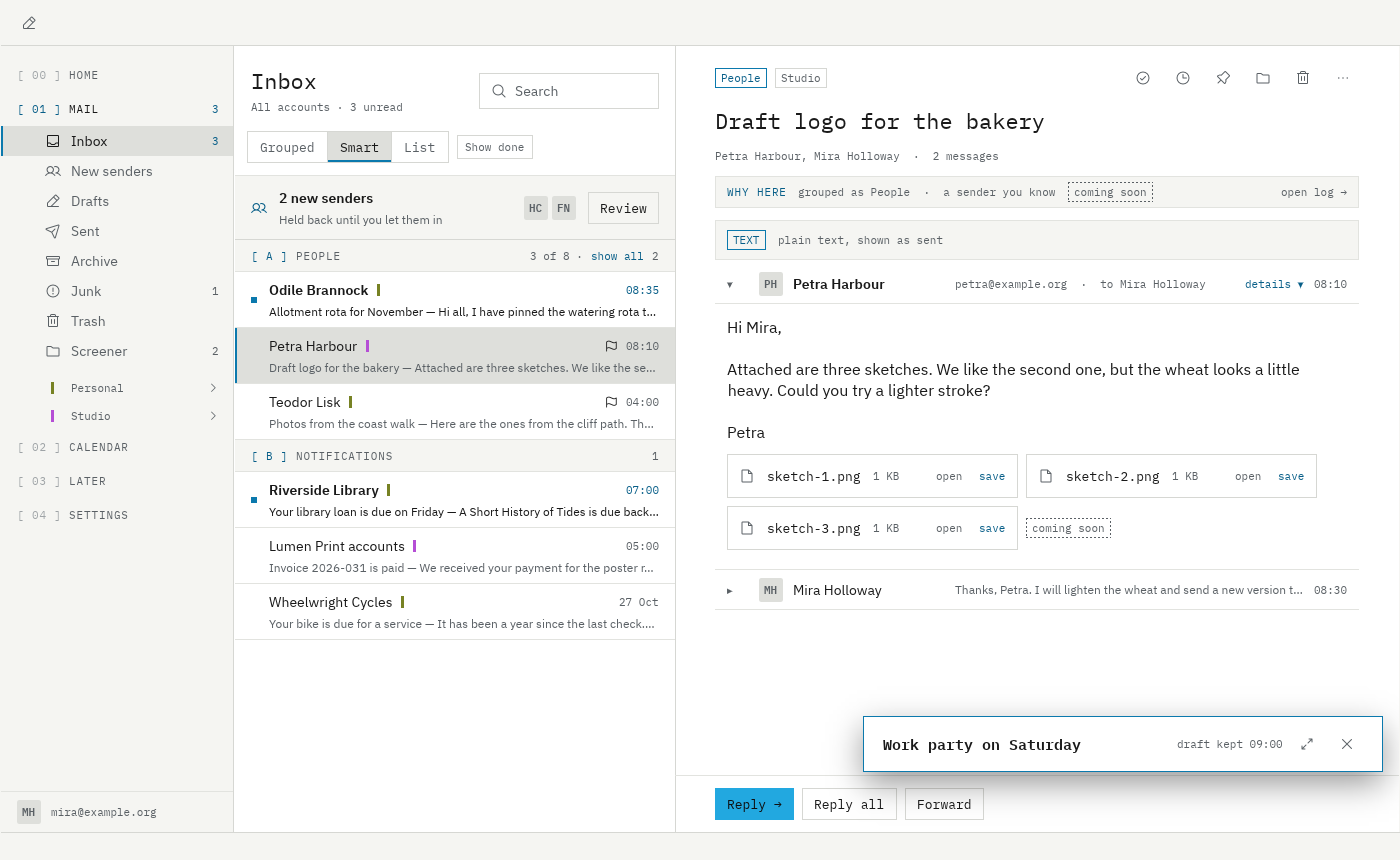 [ 00 ] HOME
[ 01 ] MAIL 3
Inbox 3
New senders
Drafts
Sent
Archive
Junk 1
Trash
Screener 2
Personal
Studio
[ 02 ] CALENDAR
[ 03 ] LATER
[ 04 ] SETTINGS
MH mira@example.org
Inbox
All accounts · 3 unread
Search
Grouped Smart List Show done
2 new senders
Held back until you let them in
HC FN Review
[ A ] PEOPLE 3 of 8 · show all 2
Odile Brannock 08:35
Allotment rota for November — Hi all, I have pinned the watering rota t…
Petra Harbour 08:10
Draft logo for the bakery — Attached are three sketches. We like the se…
Teodor Lisk 04:00
Photos from the coast walk — Here are the ones from the cliff path. Th…
[ B ] NOTIFICATIONS 1
Riverside Library 07:00
Your library loan is due on Friday — A Short History of Tides is due back…
Lumen Print accounts 05:00
Invoice 2026-031 is paid — We received your payment for the poster r…
Wheelwright Cycles 27 Oct
Your bike is due for a service — It has been a year since the last check.…
People Studio
Draft logo for the bakery
Petra Harbour, Mira Holloway · 2 messages
WHY HERE grouped as People · a sender you know coming soon open log →
TEXT plain text, shown as sent
▾ PH Petra Harbour petra@example.org · to Mira Holloway details ▾ 08:10
Hi Mira,
Attached are three sketches. We like the second one, but the wheat looks a little
heavy. Could you try a lighter stroke?
Petra
sketch-1.png 1 KB open save
sketch-2.png 1 KB open save
sketch-3.png 1 KB open save
coming soon
▸ MH Mira Holloway Thanks, Petra. I will lighten the wheat and send a new version t… 08:30
Work party on Saturday draft kept 09:00
Reply → Reply all Forward